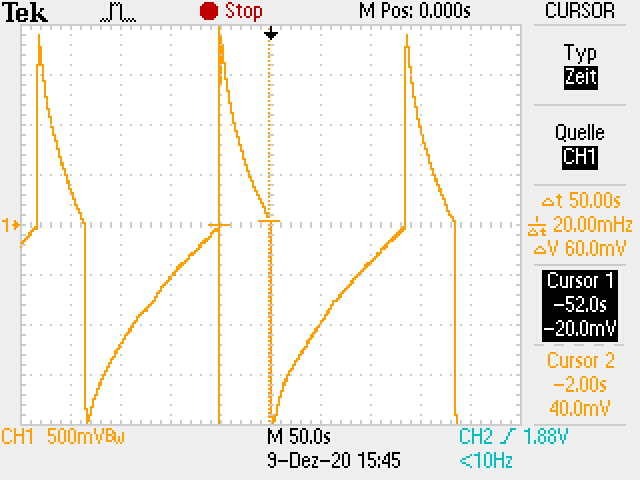 Tek Stop M Pos: 0.000s CURSOR
Typ
Zeit
Quelle
CH1
1
Δt 50.00s
1/Δt 20.00mHz
ΔV 60.0mV
Cursor 1
-52.0s
-20.0mV
Cursor 2
-2.00s
40.0mV
CH1 500mVBw M 50.0s CH2 1.88V
9-Dez-20 15:45 <10Hz